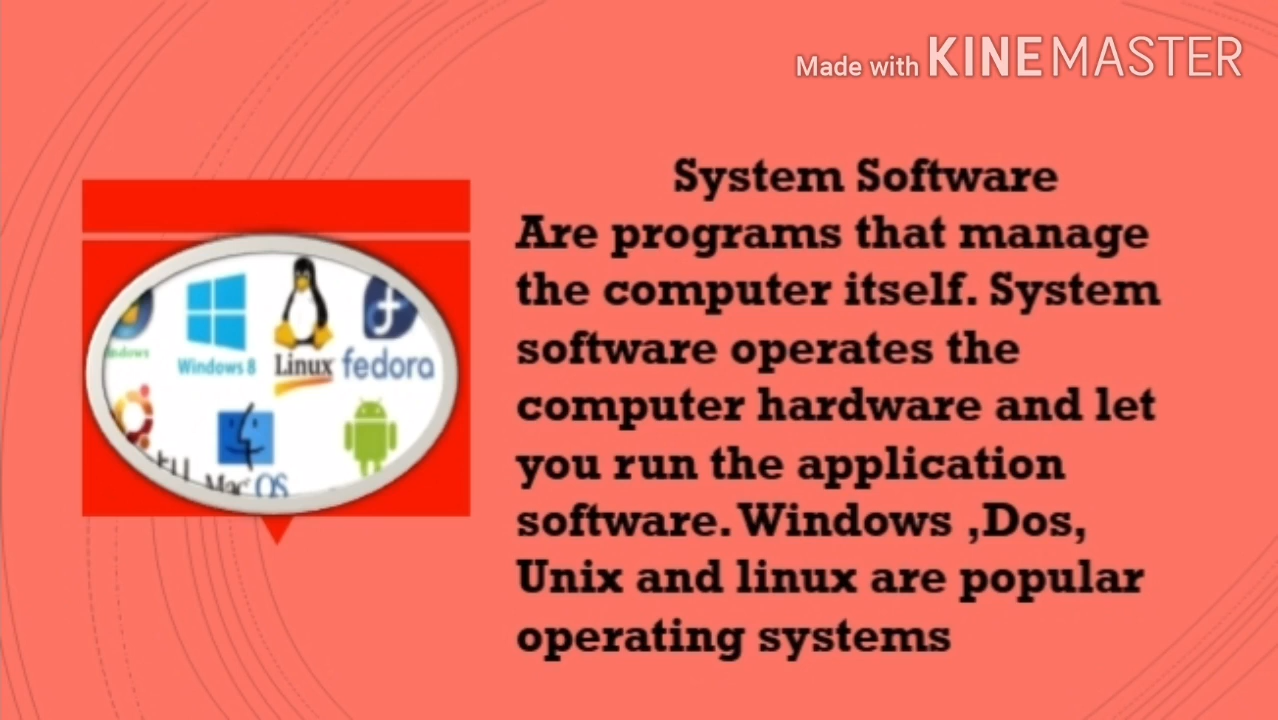 Made with KINEMASTER
System Software
Are programs that manage
the computer itself. System
software operates the
computer hardware and let
you run the application
software. Windows ,Dos,
Unix and linux are popular
operating systems
Windows 8
Linux
fedora
Mac OS